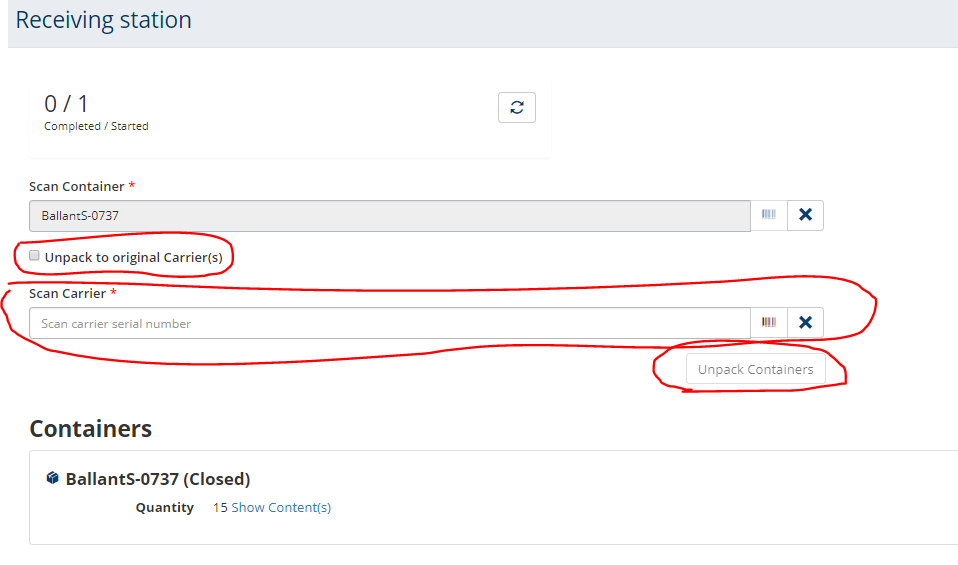 Receiving station
0 / 1
Completed / Started
Scan Container *
BallantS-0737
Unpack to original Carrier(s)
Scan Carrier *
Scan carrier serial number
Unpack Containers
Containers
BallantS-0737 (Closed)
Quantity 15 Show Content(s)